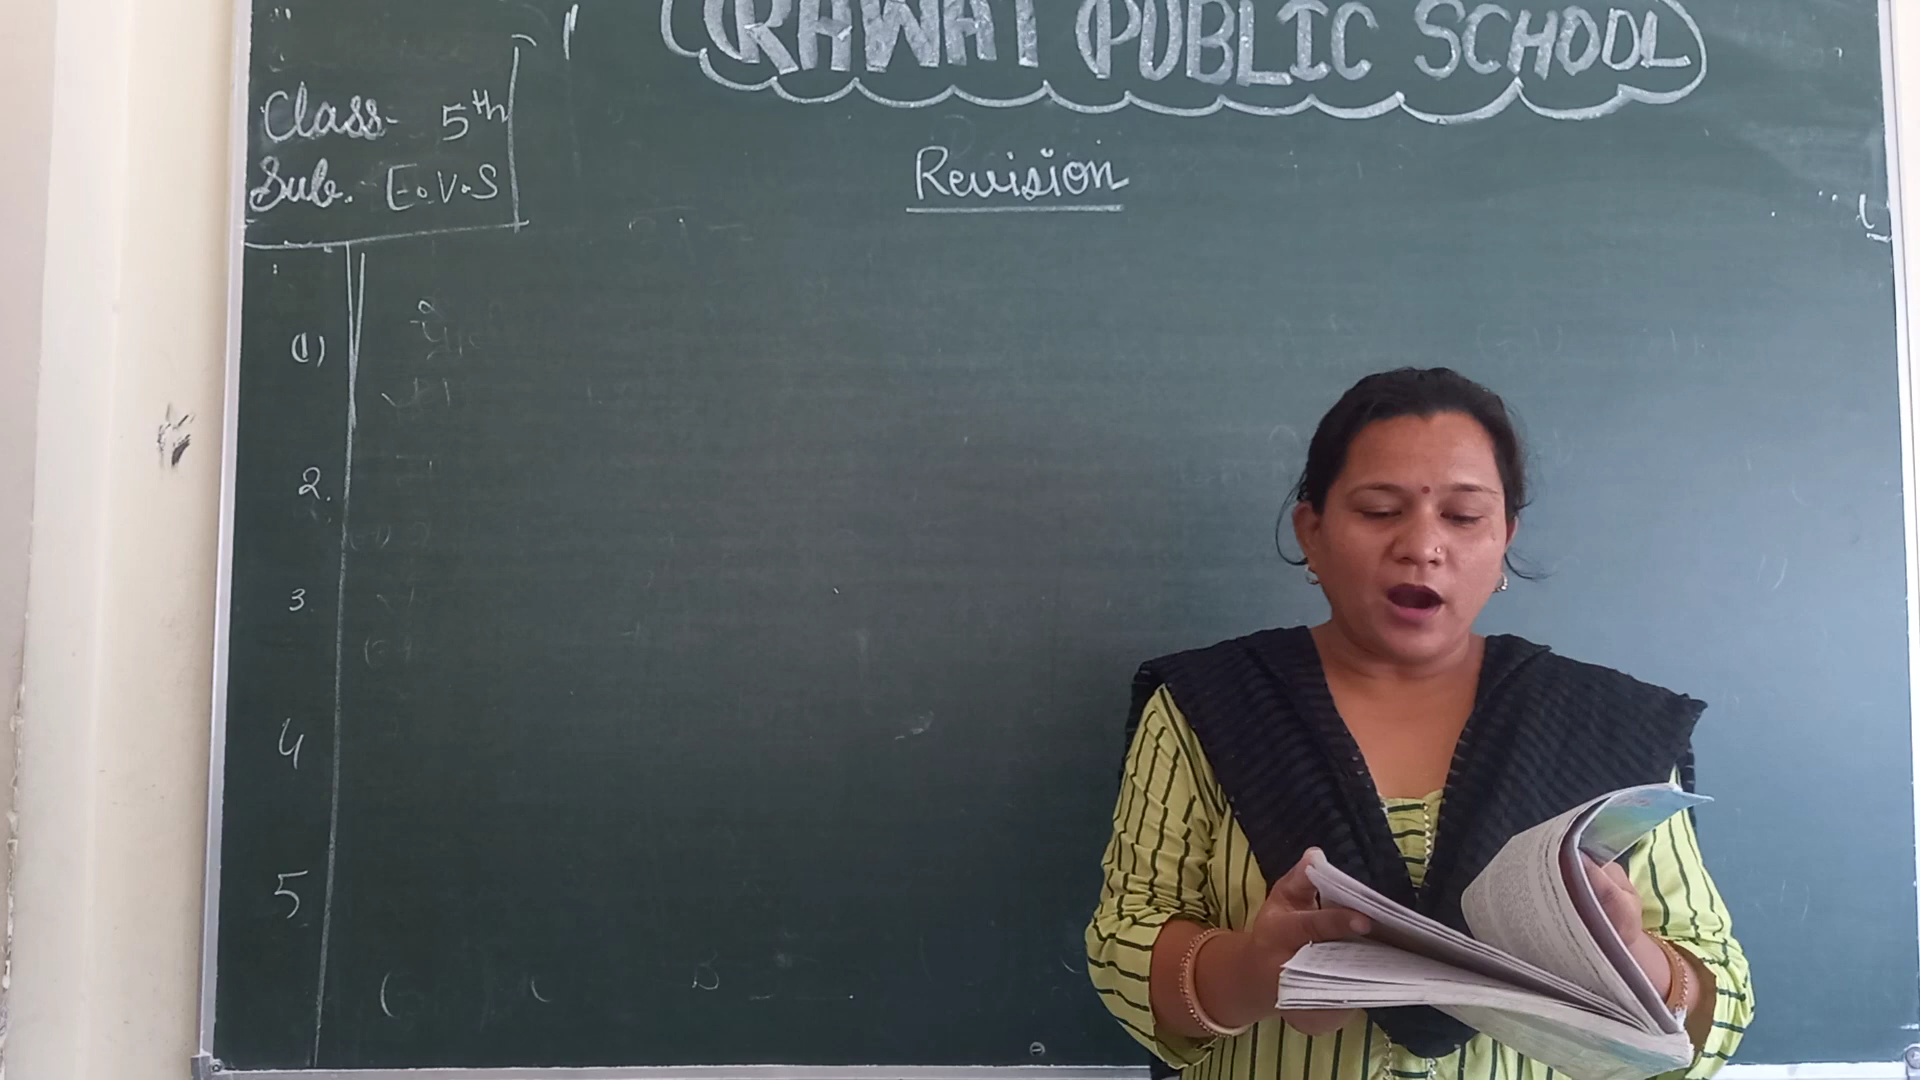 RAWAT PUBLIC SCHOOL
Class- 5th
Sub. E.V.S
Revision
(1)
2.
3.
4
5